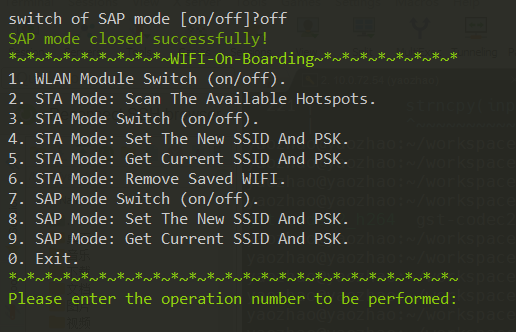 switch of SAP mode [on/off]?off
SAP mode closed successfully!
*~*~*~*~*~*~*~*~*~*~WIFI-On-Boarding~*~*~*~*~*~*~*~*~*
1. WLAN Module Switch (on/off).
2. STA Mode: Scan The Available Hotspots.
3. STA Mode Switch (on/off).
4. STA Mode: Set The New SSID And PSK.
5. STA Mode: Get Current SSID And PSK.
6. STA Mode: Remove Saved WIFI.
7. SAP Mode Switch (on/off).
8. SAP Mode: Set The New SSID And PSK.
9. SAP Mode: Get Current SSID And PSK.
0. Exit.
*~*~*~*~*~*~*~*~*~*~*~*~*~*~*~*~*~*~*~*~*~*~*~*~*~*~*~
Please enter the operation number to be performed: